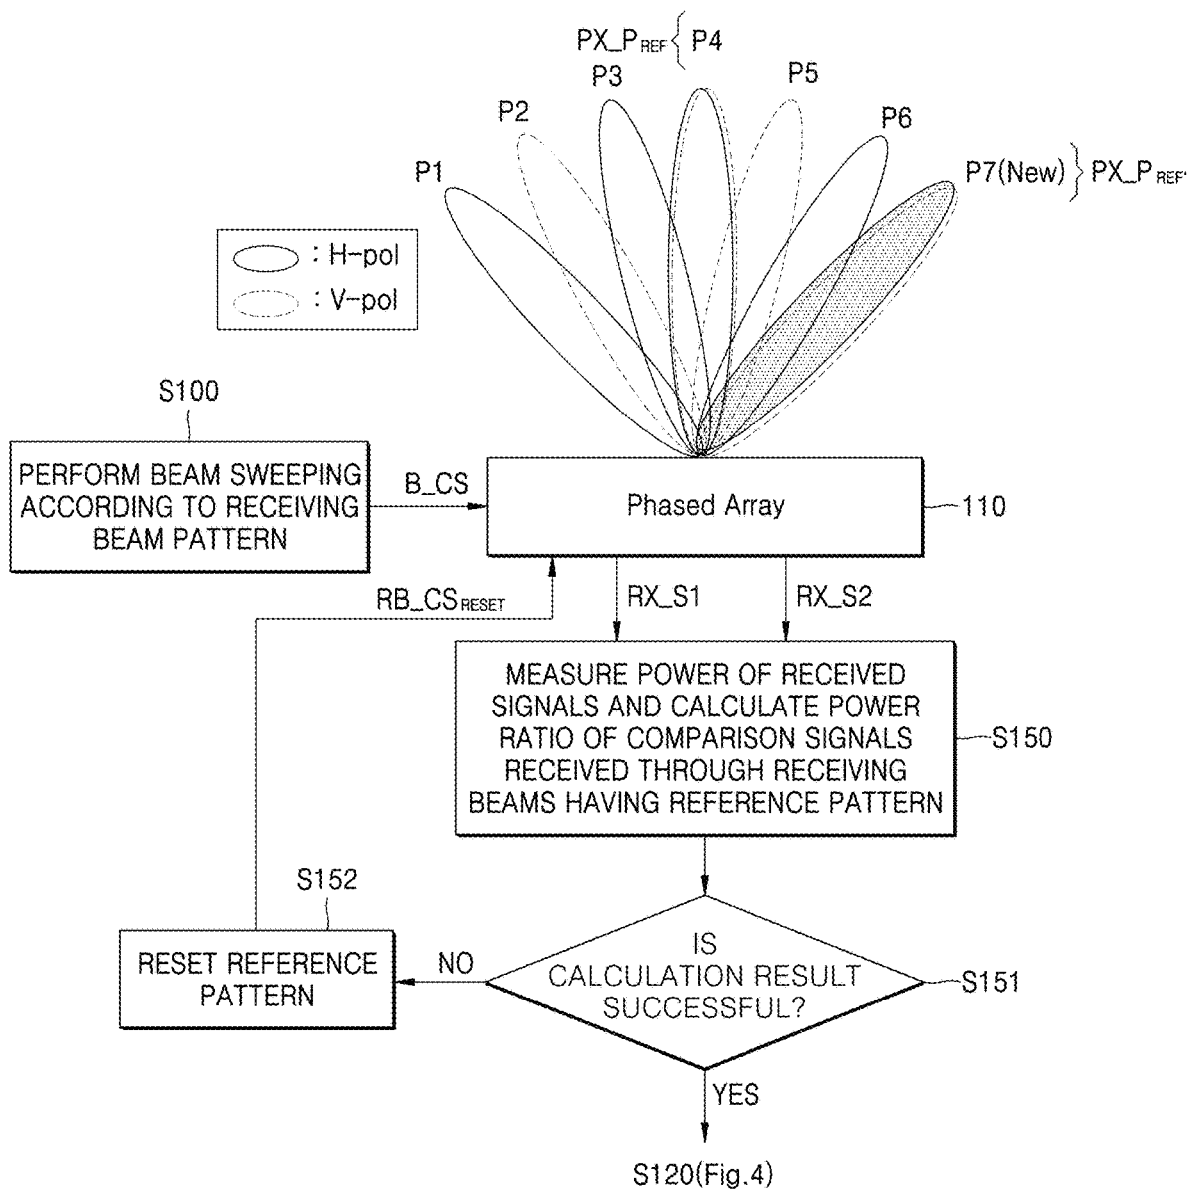 PX_PREF { P4
P3
P5
P2
P6
P1
P7(New) } PX_PREF'
: H-pol
: V-pol
S100
PERFORM BEAM SWEEPING
ACCORDING TO RECEIVING
BEAM PATTERN
B_CS
Phased Array
110
RB_CSRESET
RX_S1
RX_S2
MEASURE POWER OF RECEIVED
SIGNALS AND CALCULATE POWER
RATIO OF COMPARISON SIGNALS
RECEIVED THROUGH RECEIVING
BEAMS HAVING REFERENCE PATTERN
S150
S152
RESET REFERENCE
PATTERN
NO
IS
CALCULATION RESULT
SUCCESSFUL?
S151
YES
S120(Fig.4)